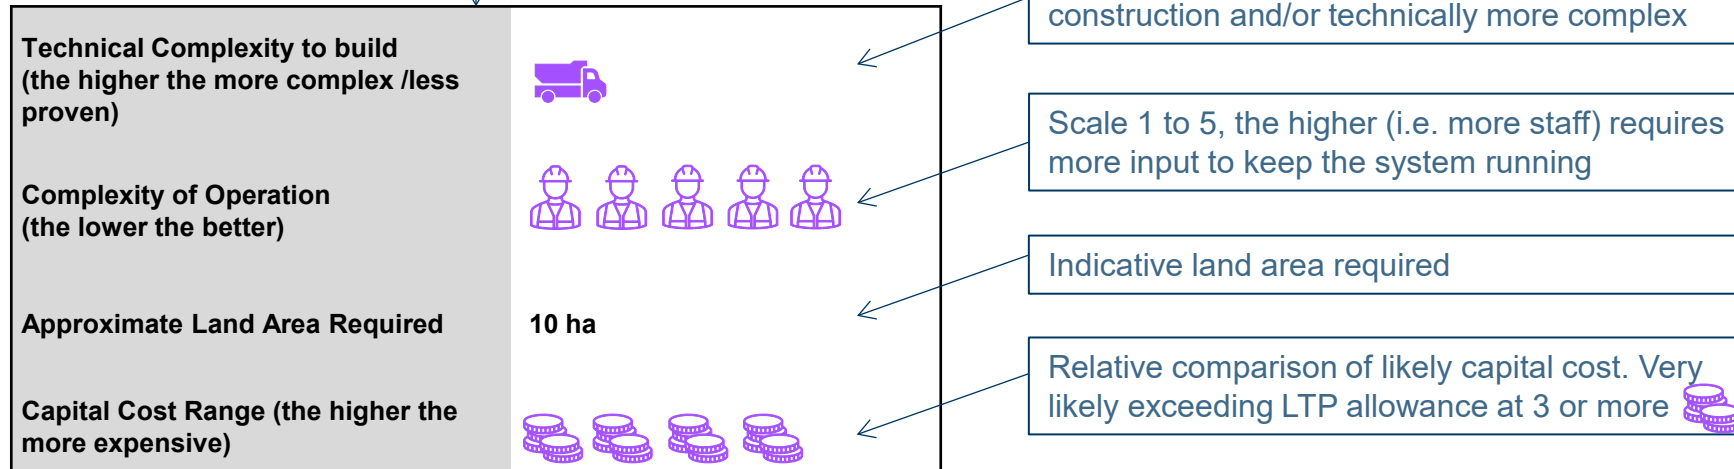 construction and/or technically more complex
Technical Complexity to build
(the higher the more complex /less
proven)
Scale 1 to 5, the higher (i.e. more staff) requires
more input to keep the system running
Complexity of Operation
(the lower the better)
Indicative land area required
Approximate Land Area Required
10 ha
Relative comparison of likely capital cost. Very
likely exceeding LTP allowance at 3 or more
Capital Cost Range (the higher the
more expensive)